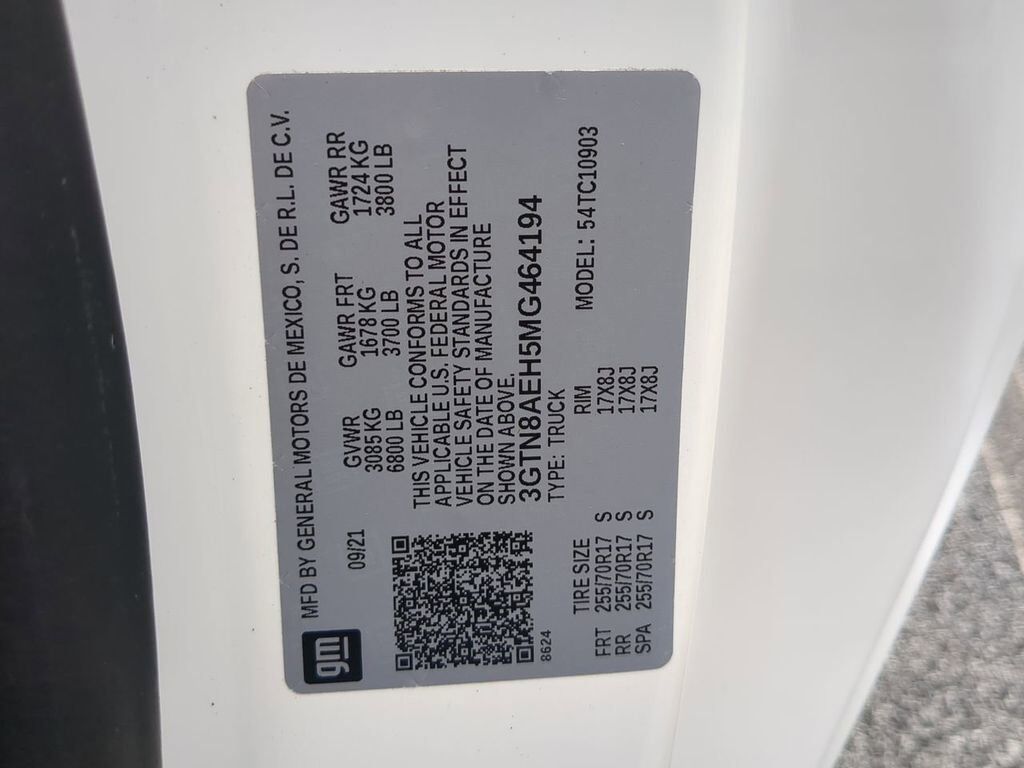 gm
MFD BY GENERAL MOTORS DE MEXICO, S. DE R.L. DE C.V.
09/21 GVWR GAWR FRT GAWR RR
3085 KG 1678 KG 1724 KG
6800 LB 3700 LB 3800 LB
THIS VEHICLE CONFORMS TO ALL
APPLICABLE U.S. FEDERAL MOTOR
VEHICLE SAFETY STANDARDS IN EFFECT
ON THE DATE OF MANUFACTURE
SHOWN ABOVE.
3GTN8AEH5MG464194
8624 TYPE: TRUCK
TIRE SIZE RIM MODEL: 54TC10903
FRT 255/70R17 S 17X8J
RR 255/70R17 S 17X8J
SPA 255/70R17 S 17X8J